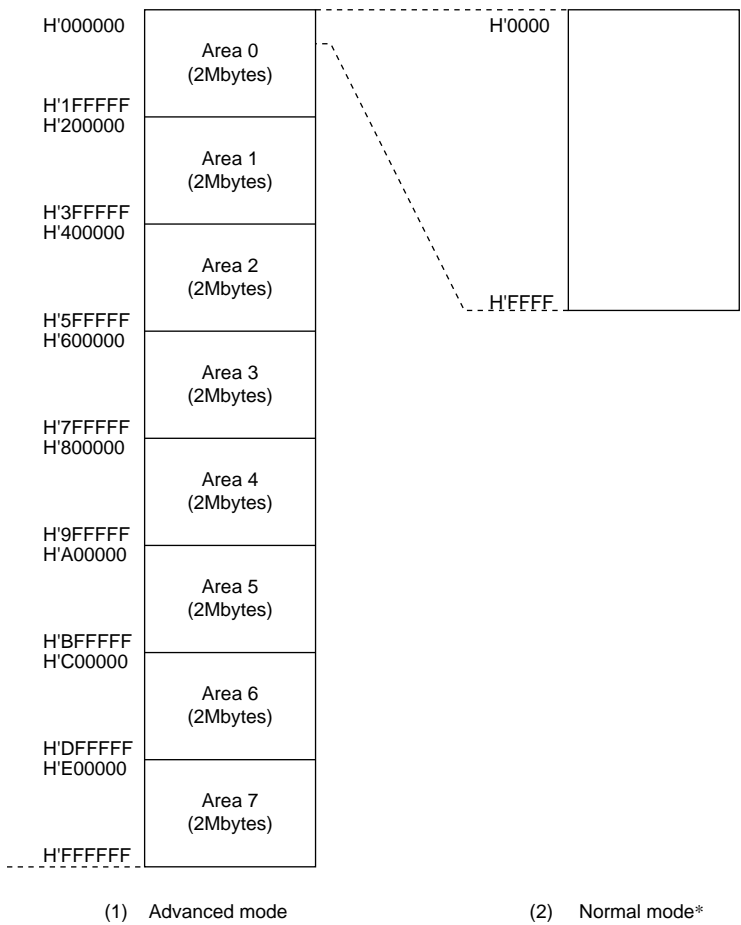 H'000000
H'0000
Area 0
(2Mbytes)
H'1FFFFF
H'200000
Area 1
(2Mbytes)
H'3FFFFF
H'400000
Area 2
(2Mbytes)
H'FFFF
H'5FFFFF
H'600000
Area 3
(2Mbytes)
H'7FFFFF
H'800000
Area 4
(2Mbytes)
H'9FFFFF
H'A00000
Area 5
(2Mbytes)
H'BFFFFF
H'C00000
Area 6
(2Mbytes)
H'DFFFFF
H'E00000
Area 7
(2Mbytes)
H'FFFFFF
(1) Advanced mode
(2) Normal mode*